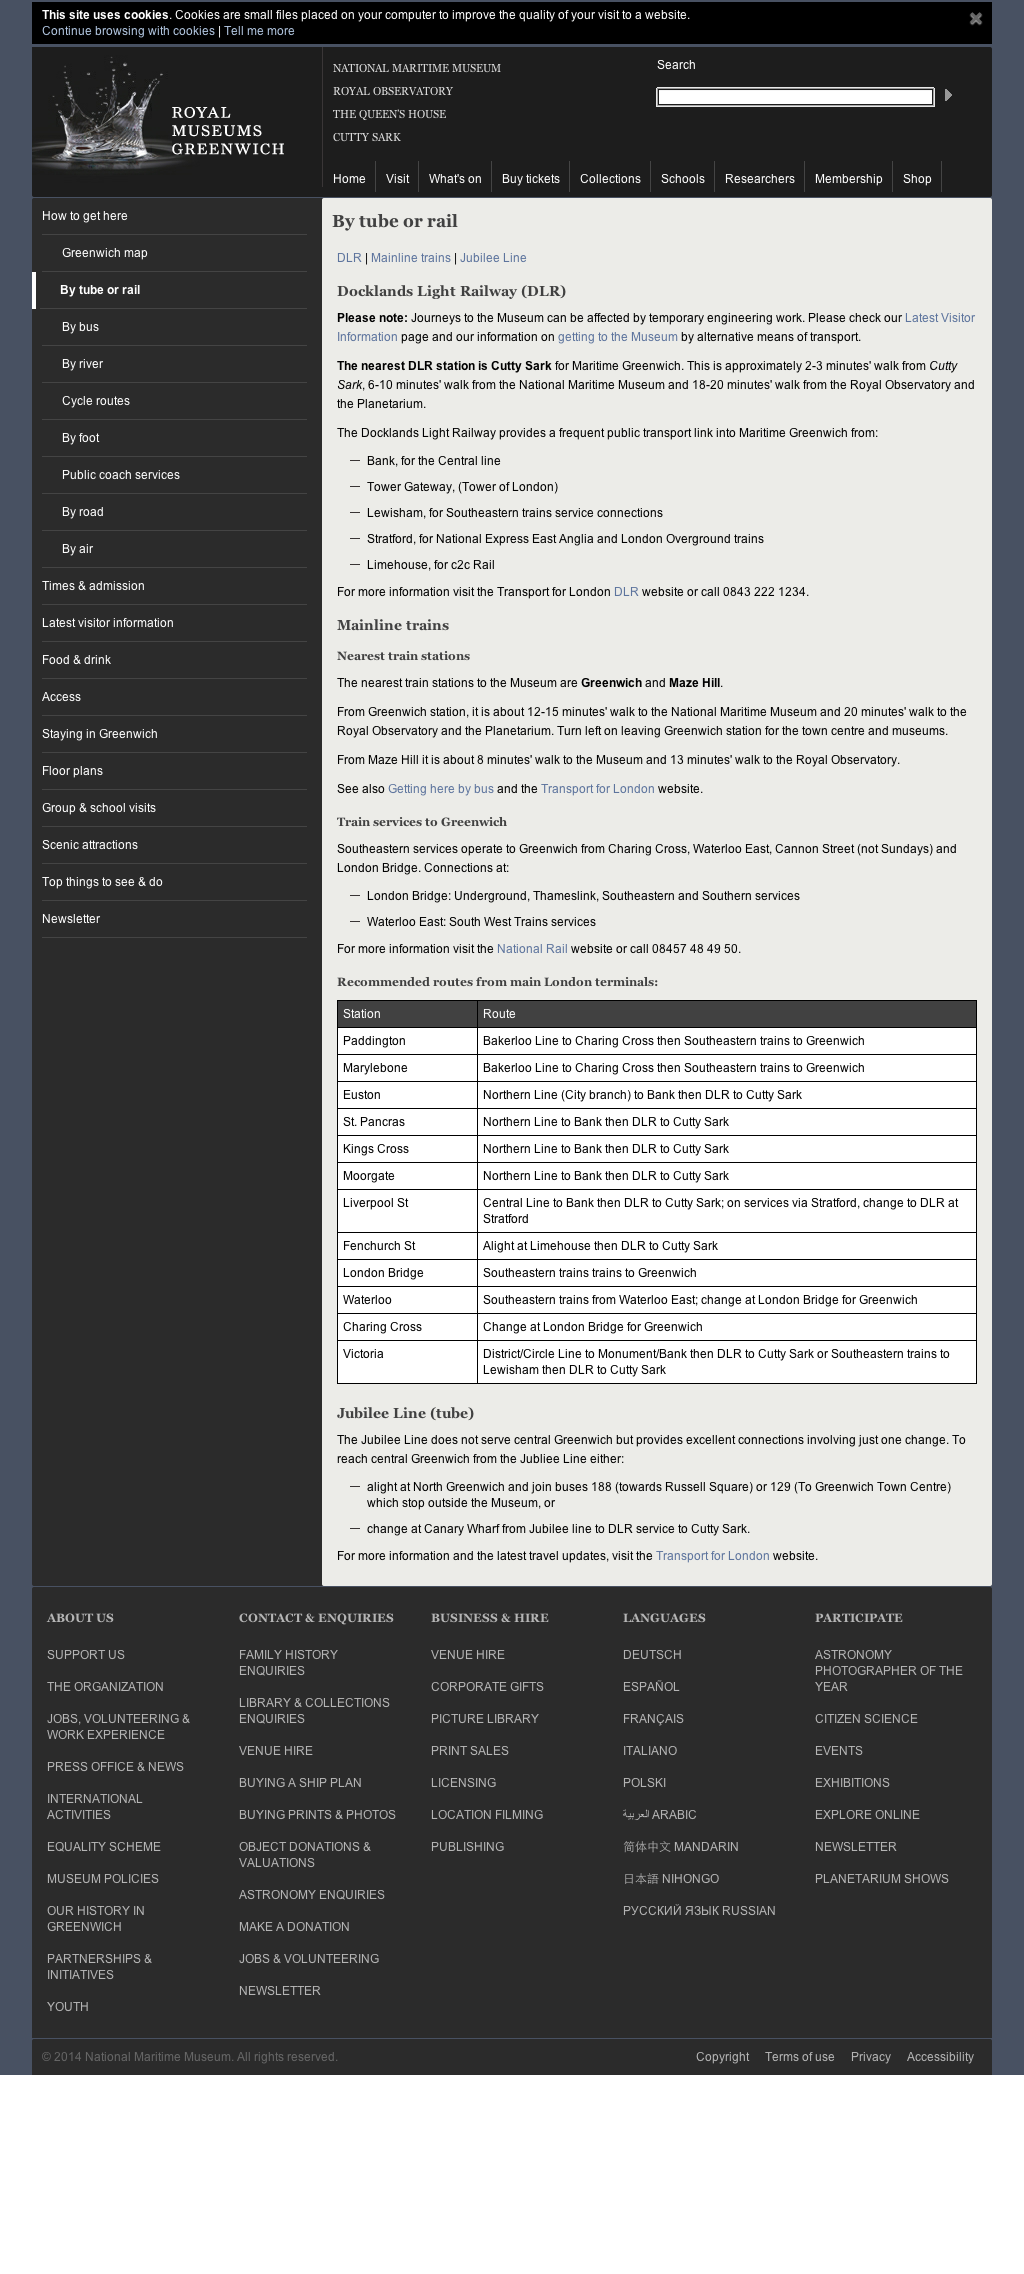 This site uses cookies. Cookies are small files placed on your computer to improve the quality of your visit to a website.
Continue browsing with cookies | Tell me more
ROYAL
MUSEUMS
GREENWICH
NATIONAL MARITIME MUSEUM
ROYAL OBSERVATORY
THE QUEEN'S HOUSE
CUTTY SARK
Search
Home
Visit
What's on
Buy tickets
Collections
Schools
Researchers
Membership
Shop
How to get here
Greenwich map
By tube or rail
By bus
By river
Cycle routes
By foot
Public coach services
By road
By air
Times & admission
Latest visitor information
Food & drink
Access
Staying in Greenwich
Floor plans
Group & school visits
Scenic attractions
Top things to see & do
Newsletter
By tube or rail
DLR | Mainline trains | Jubilee Line
Docklands Light Railway (DLR)
Please note: Journeys to the Museum can be affected by temporary engineering work. Please check our Latest Visitor
Information page and our information on getting to the Museum by alternative means of transport.
The nearest DLR station is Cutty Sark for Maritime Greenwich. This is approximately 2-3 minutes' walk from Cutty
Sark, 6-10 minutes' walk from the National Maritime Museum and 18-20 minutes' walk from the Royal Observatory and
the Planetarium.
The Docklands Light Railway provides a frequent public transport link into Maritime Greenwich from:
— Bank, for the Central line
— Tower Gateway, (Tower of London)
— Lewisham, for Southeastern trains service connections
— Stratford, for National Express East Anglia and London Overground trains
— Limehouse, for c2c Rail
For more information visit the Transport for London DLR website or call 0843 222 1234.
Mainline trains
Nearest train stations
The nearest train stations to the Museum are Greenwich and Maze Hill.
From Greenwich station, it is about 12-15 minutes' walk to the National Maritime Museum and 20 minutes' walk to the
Royal Observatory and the Planetarium. Turn left on leaving Greenwich station for the town centre and museums.
From Maze Hill it is about 8 minutes' walk to the Museum and 13 minutes' walk to the Royal Observatory.
See also Getting here by bus and the Transport for London website.
Train services to Greenwich
Southeastern services operate to Greenwich from Charing Cross, Waterloo East, Cannon Street (not Sundays) and
London Bridge. Connections at:
— London Bridge: Underground, Thameslink, Southeastern and Southern services
— Waterloo East: South West Trains services
For more information visit the National Rail website or call 08457 48 49 50.
Recommended routes from main London terminals:
Station Route
Paddington Bakerloo Line to Charing Cross then Southeastern trains to Greenwich
Marylebone Bakerloo Line to Charing Cross then Southeastern trains to Greenwich
Euston Northern Line (City branch) to Bank then DLR to Cutty Sark
St. Pancras Northern Line to Bank then DLR to Cutty Sark
Kings Cross Northern Line to Bank then DLR to Cutty Sark
Moorgate Northern Line to Bank then DLR to Cutty Sark
Liverpool St Central Line to Bank then DLR to Cutty Sark; on services via Stratford, change to DLR at
Stratford
Fenchurch St Alight at Limehouse then DLR to Cutty Sark
London Bridge Southeastern trains trains to Greenwich
Waterloo Southeastern trains from Waterloo East; change at London Bridge for Greenwich
Charing Cross Change at London Bridge for Greenwich
Victoria District/Circle Line to Monument/Bank then DLR to Cutty Sark or Southeastern trains to
Lewisham then DLR to Cutty Sark
Jubilee Line (tube)
The Jubilee Line does not serve central Greenwich but provides excellent connections involving just one change. To
reach central Greenwich from the Jubliee Line either:
— alight at North Greenwich and join buses 188 (towards Russell Square) or 129 (To Greenwich Town Centre)
which stop outside the Museum, or
— change at Canary Wharf from Jubilee line to DLR service to Cutty Sark.
For more information and the latest travel updates, visit the Transport for London website.
ABOUT US
SUPPORT US
THE ORGANIZATION
JOBS, VOLUNTEERING &
WORK EXPERIENCE
PRESS OFFICE & NEWS
INTERNATIONAL
ACTIVITIES
EQUALITY SCHEME
MUSEUM POLICIES
OUR HISTORY IN
GREENWICH
PARTNERSHIPS &
INITIATIVES
YOUTH
CONTACT & ENQUIRIES
FAMILY HISTORY
ENQUIRIES
LIBRARY & COLLECTIONS
ENQUIRIES
VENUE HIRE
BUYING A SHIP PLAN
BUYING PRINTS & PHOTOS
OBJECT DONATIONS &
VALUATIONS
ASTRONOMY ENQUIRIES
MAKE A DONATION
JOBS & VOLUNTEERING
NEWSLETTER
BUSINESS & HIRE
VENUE HIRE
CORPORATE GIFTS
PICTURE LIBRARY
PRINT SALES
LICENSING
LOCATION FILMING
PUBLISHING
LANGUAGES
DEUTSCH
ESPAÑOL
FRANÇAIS
ITALIANO
POLSKI
العربية ARABIC
简体中文 MANDARIN
日本語 NIHONGO
РУССКИЙ ЯЗЫК RUSSIAN
PARTICIPATE
ASTRONOMY
PHOTOGRAPHER OF THE
YEAR
CITIZEN SCIENCE
EVENTS
EXHIBITIONS
EXPLORE ONLINE
NEWSLETTER
PLANETARIUM SHOWS
© 2014 National Maritime Museum. All rights reserved.
Copyright
Terms of use
Privacy
Accessibility